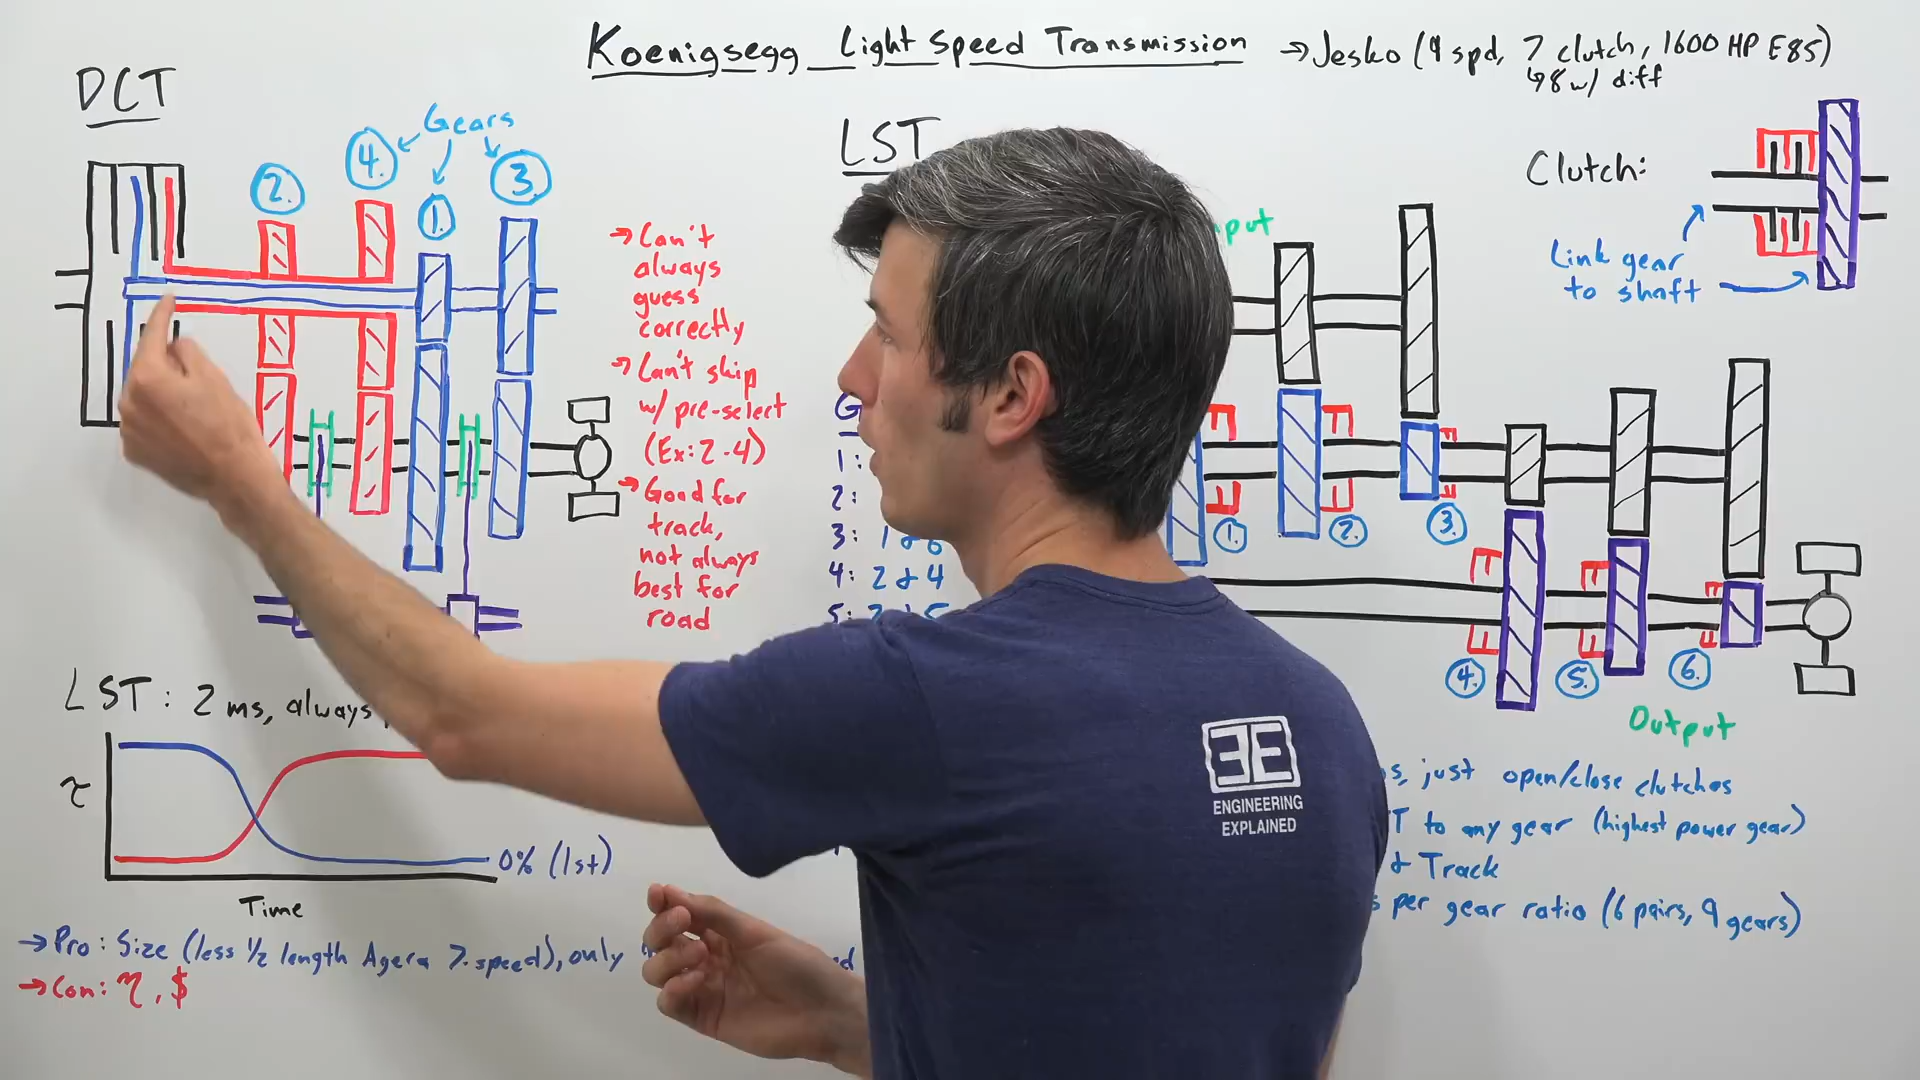 Koenigsegg Light Speed Transmission → Jesko (9 spd, 7 clutch, 1600 HP E85)
↳ 8 w/ diff
DCT
Gears
4.
2.
1.
3.
→ Can't
always
guess
correctly
→ Can't skip
w/ pre-select
(Ex: 2-4)
→ Good for
track,
not always
best for
road
LST
Clutch:
Link gear
to shaft
G
1:
2:
3: 1 & 6
4: 2 & 4
5: 2 & 5
1.
2.
3.
4.
5.
6.
Output
LST: 2 ms, always
τ
Time
0% (1st)
→ Pro: Size (less 1/2 length Agera 7-speed), only
→ Con: η, $
just open/close clutches
to any gear (highest power gear)
& Track
per gear ratio (6 pairs, 9 gears)
ENGINEERING
EXPLAINED